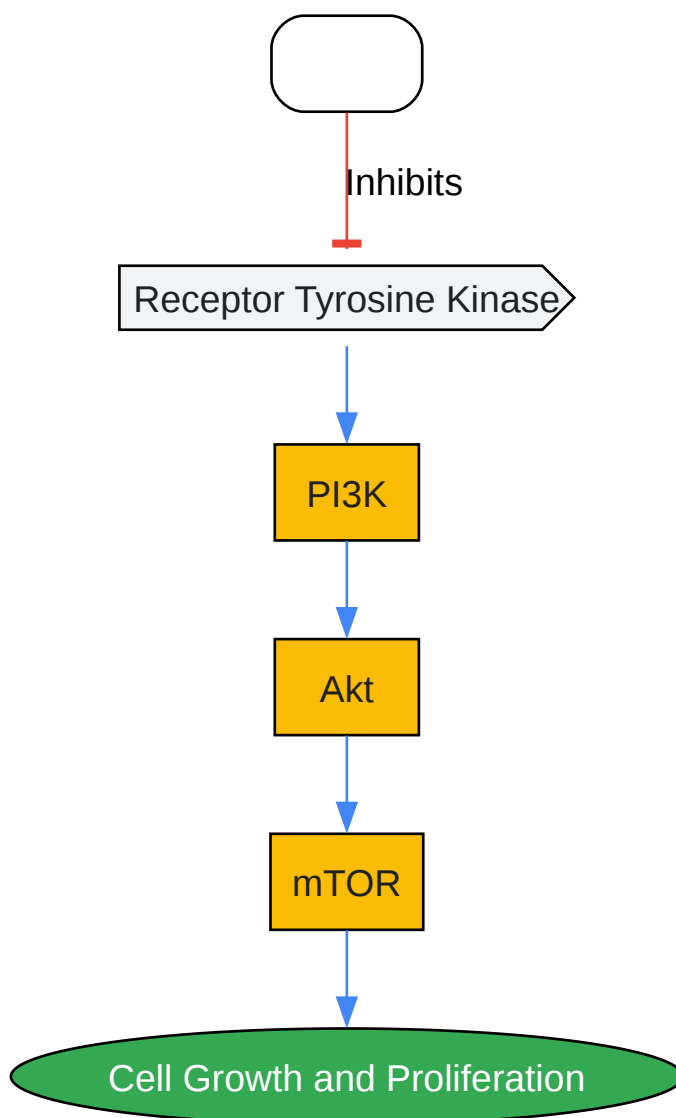 Inhibits
Receptor Tyrosine Kinase
PI3K
Akt
mTOR
Cell Growth and Proliferation